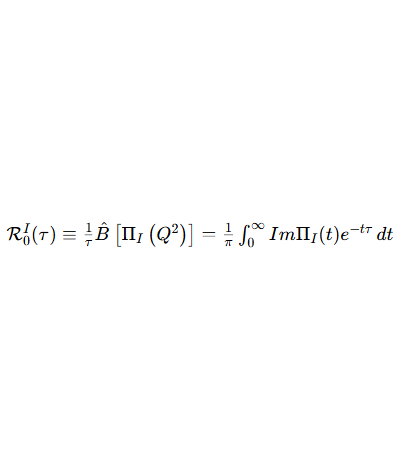 $\mathcal{R}_0^I(\tau) \equiv \frac{1}{\tau} \hat{B} \left[ \Pi_I \left( Q^2 \right) \right] = \frac{1}{\pi} \int_0^\infty Im\Pi_I(t) e^{-t\tau} \, dt$